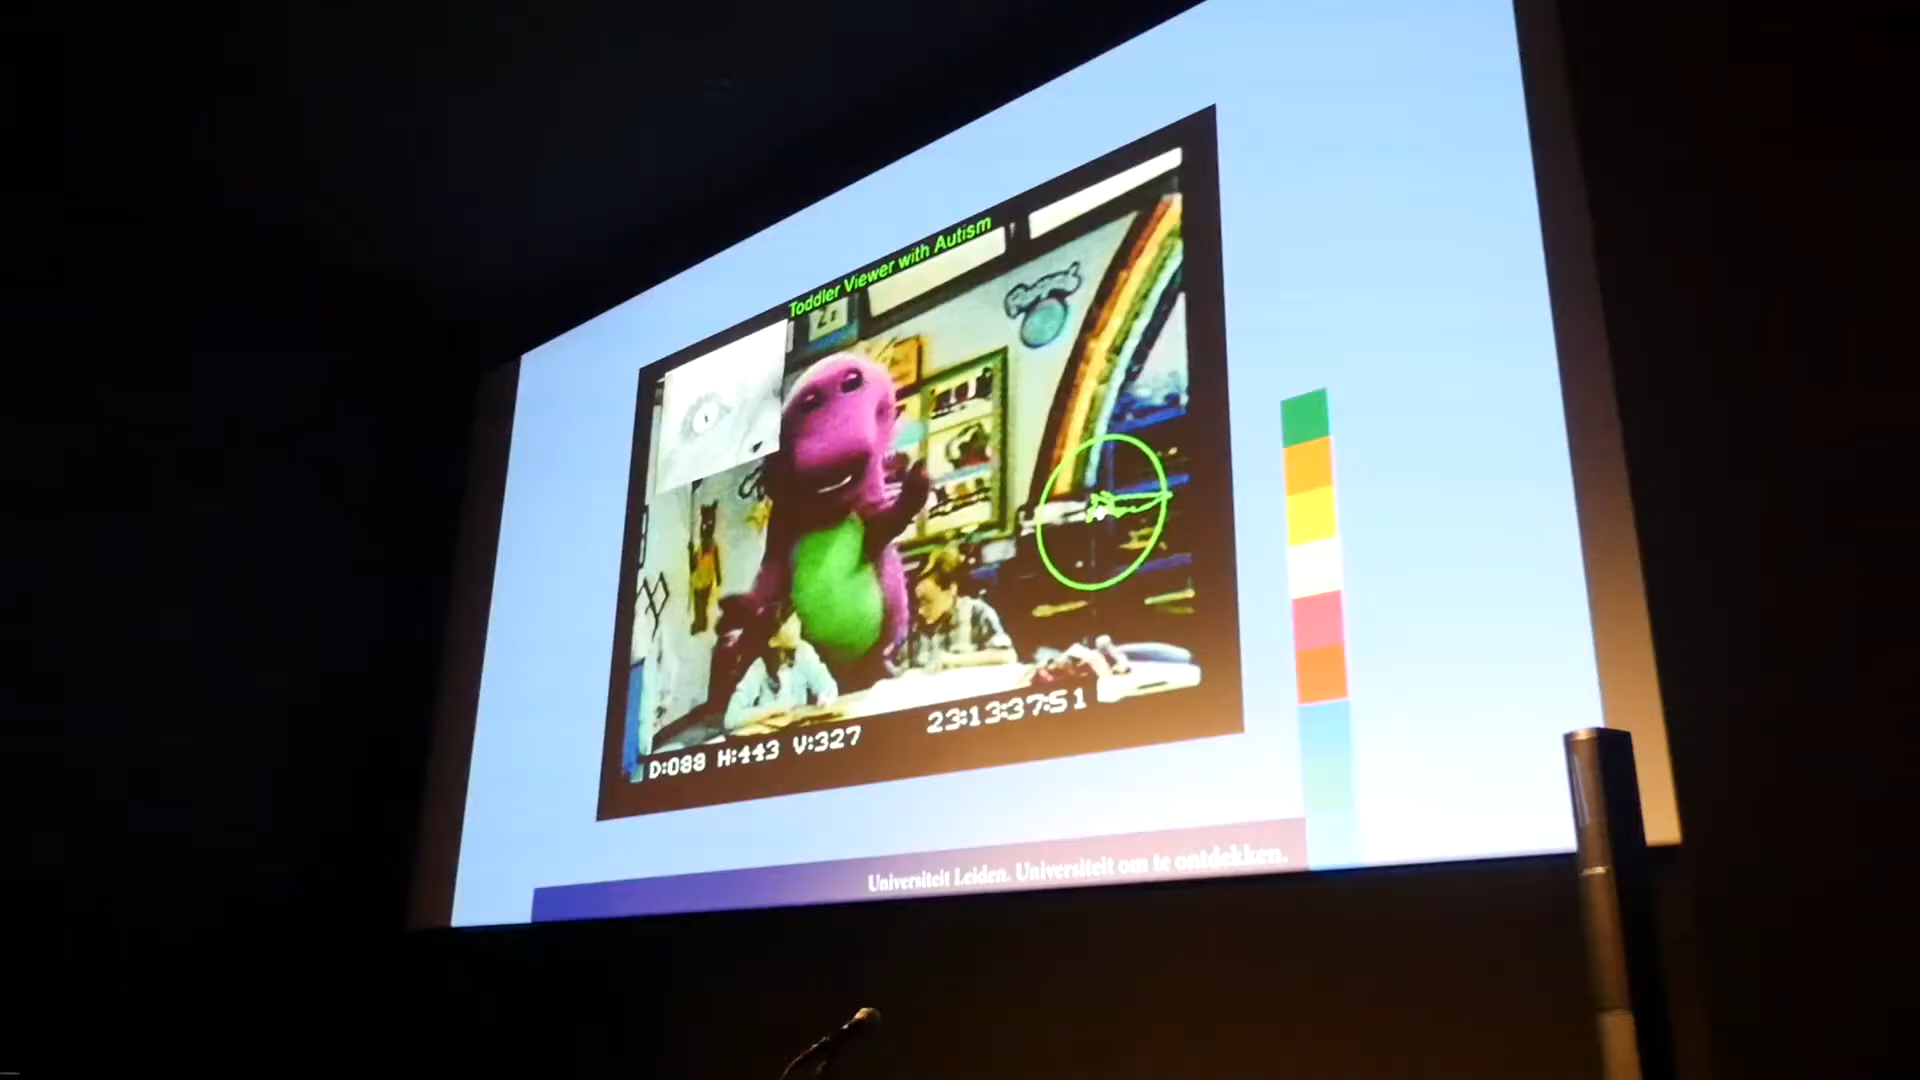 Toddler Viewer with Autism
D:088 H:443 V:327 23:13:37:51
Universiteit Leiden. Universiteit om te ontdekken.